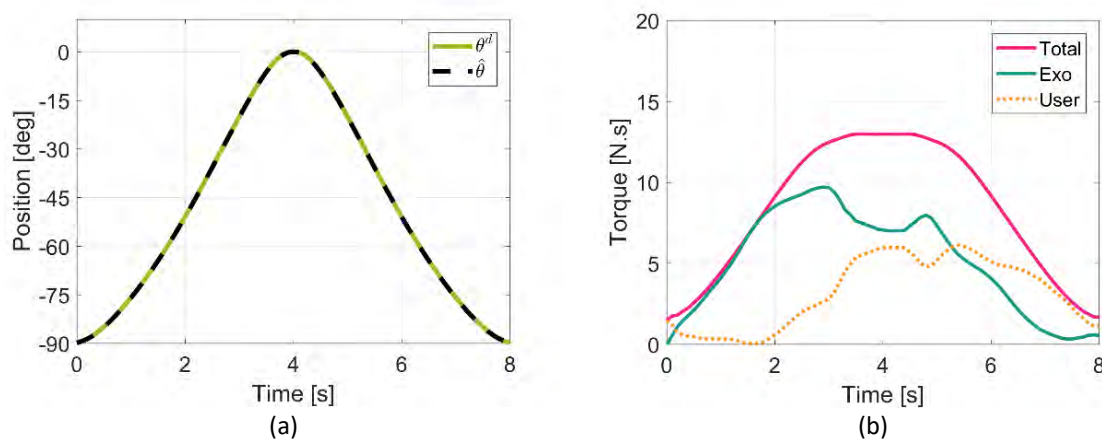 Position [deg]
0
-15
-30
-45
-60
-75
-90
0
2
4
6
8
Time [s]
θᵈ
θ̂
(a)
Torque [N.s]
20
15
10
5
0
0
2
4
6
8
Time [s]
Total
Exo
User
(b)